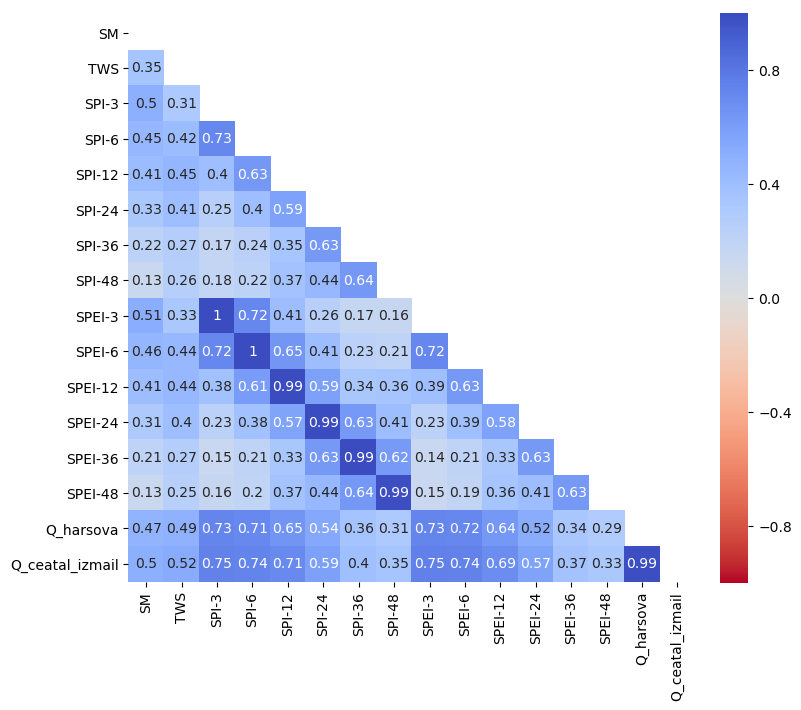 SM
TWS 0.35
SPI-3 0.5 0.31
SPI-6 0.45 0.42 0.73
SPI-12 0.41 0.45 0.4 0.63
SPI-24 0.33 0.41 0.25 0.4 0.59
SPI-36 0.22 0.27 0.17 0.24 0.35 0.63
SPI-48 0.13 0.26 0.18 0.22 0.37 0.44 0.64
SPEI-3 0.51 0.33 1 0.72 0.41 0.26 0.17 0.16
SPEI-6 0.46 0.44 0.72 1 0.65 0.41 0.23 0.21 0.72
SPEI-12 0.41 0.44 0.38 0.61 0.99 0.59 0.34 0.36 0.39 0.63
SPEI-24 0.31 0.4 0.23 0.38 0.57 0.99 0.63 0.41 0.23 0.39 0.58
SPEI-36 0.21 0.27 0.15 0.21 0.33 0.63 0.99 0.62 0.14 0.21 0.33 0.63
SPEI-48 0.13 0.25 0.16 0.2 0.37 0.44 0.64 0.99 0.15 0.19 0.36 0.41 0.63
Q_harsova 0.47 0.49 0.73 0.71 0.65 0.54 0.36 0.31 0.73 0.72 0.64 0.52 0.34 0.29
Q_ceatal_izmail 0.5 0.52 0.75 0.74 0.71 0.59 0.4 0.35 0.75 0.74 0.69 0.57 0.37 0.33 0.99
SM
TWS
SPI-3
SPI-6
SPI-12
SPI-24
SPI-36
SPI-48
SPEI-3
SPEI-6
SPEI-12
SPEI-24
SPEI-36
SPEI-48
Q_harsova
Q_ceatal_izmail
0.8
0.4
0.0
−0.4
−0.8